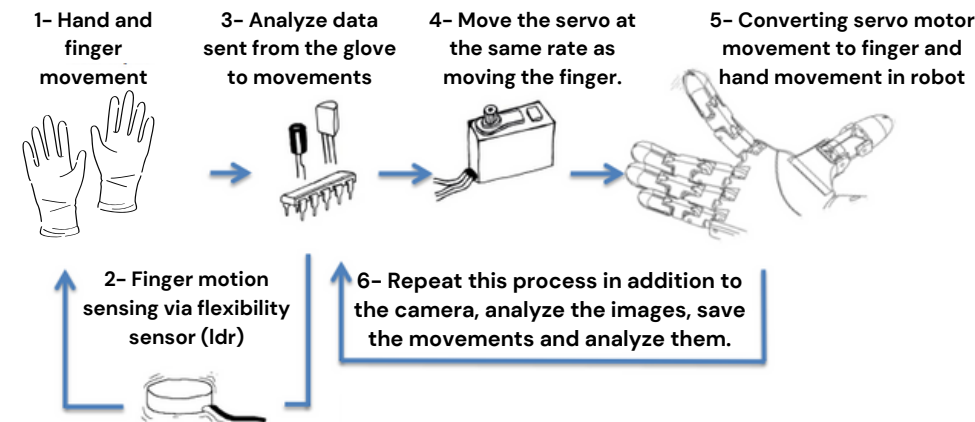 1- Hand and
finger
movement
3- Analyze data
sent from the glove
to movements
4- Move the servo at
the same rate as
moving the finger.
5- Converting servo motor
movement to finger and
hand movement in robot
2- Finger motion
sensing via flexibility
sensor (ldr)
6- Repeat this process in addition to
the camera, analyze the images, save
the movements and analyze them.